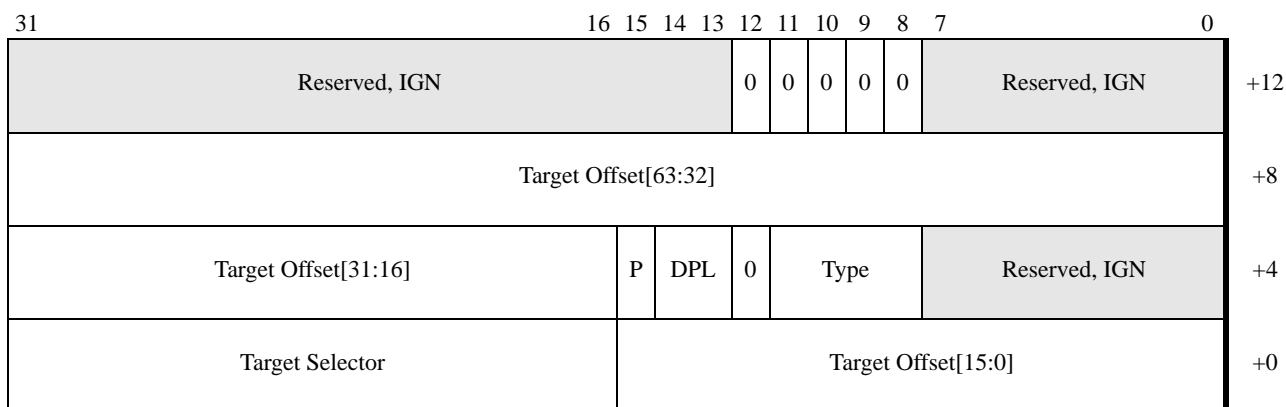 31 16 15 14 13 12 11 10 9 8 7 0
Reserved, IGN 0 0 0 0 0 Reserved, IGN +12
Target Offset[63:32] +8
Target Offset[31:16] P DPL 0 Type Reserved, IGN +4
Target Selector Target Offset[15:0] +0